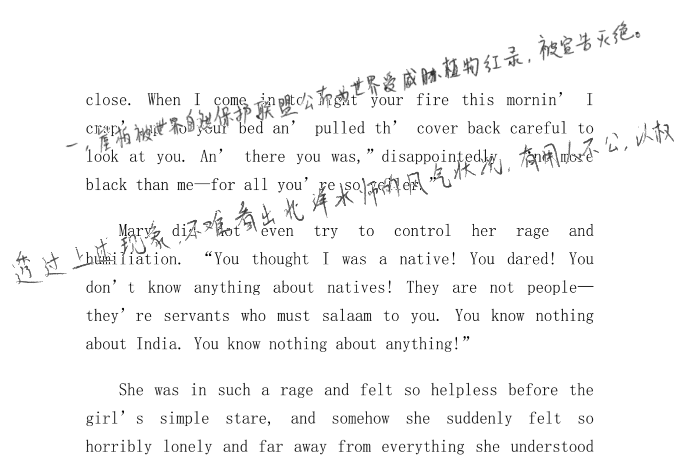 一,崖柏被世界自然保护联盟公布为世界受威胁植物红录,被宣告灭绝。
close. When I come in to light your fire this mornin’ I
crep’ to your bed an’ pulled th’ cover back careful to
look at you. An’ there you was,” disappointedly, more
black than me—for all you’re so yeller.”
透过上述现象,不难看出北洋水师的风气状况,有用人不公,以权
Mary did not even try to control her rage and
humiliation. “You thought I was a native! You dared! You
don’t know anything about natives! They are not people—
they’re servants who must salaam to you. You know nothing
about India. You know nothing about anything!”
She was in such a rage and felt so helpless before the
girl’s simple stare, and somehow she suddenly felt so
horribly lonely and far away from everything she understood